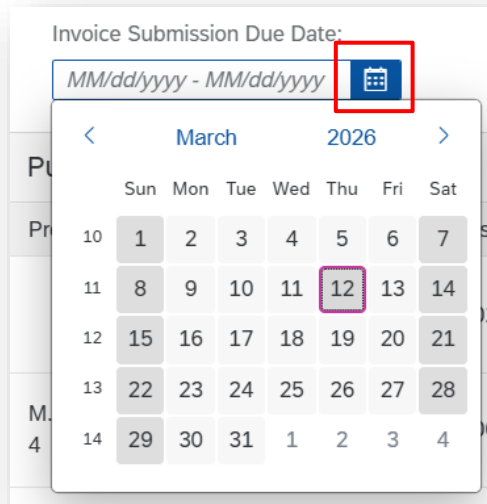 Invoice Submission Due Date:
MM/dd/yyyy - MM/dd/yyyy
March 2026
Sun Mon Tue Wed Thu Fri Sat
10 1 2 3 4 5 6 7
11 8 9 10 11 12 13 14
12 15 16 17 18 19 20 21
13 22 23 24 25 26 27 28
14 29 30 31 1 2 3 4
M.
4